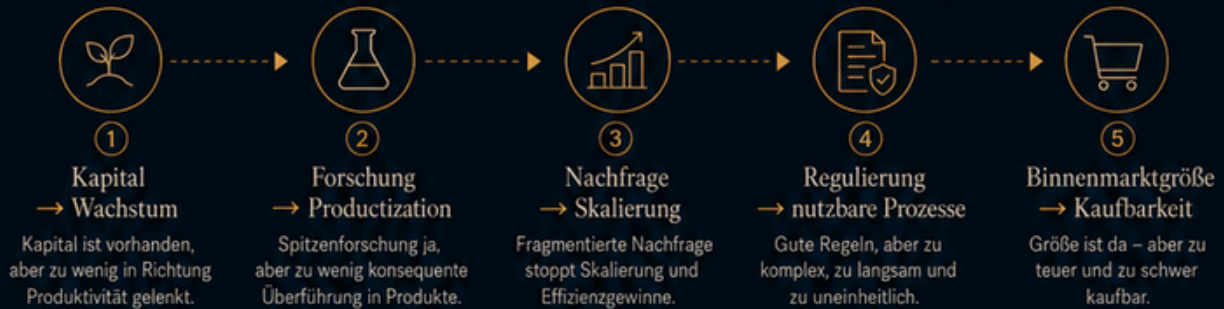 1
Kapital
→ Wachstum
Kapital ist vorhanden,
aber zu wenig in Richtung
Produktivität gelenkt.
2
Forschung
→ Productization
Spitzenforschung ja,
aber zu wenig konsequente
Überführung in Produkte.
3
Nachfrage
→ Skalierung
Fragmentierte Nachfrage
stoppt Skalierung und
Effizienzgewinne.
4
Regulierung
→ nutzbare Prozesse
Gute Regeln, aber zu
komplex, zu langsam und
zu uneinheitlich.
5
Binnenmarktgröße
→ Kaufbarkeit
Größe ist da – aber zu
teuer und zu schwer
kaufbar.